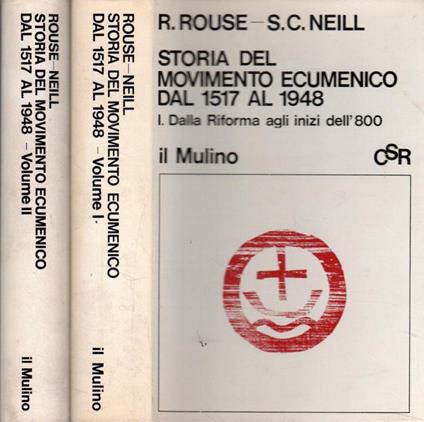 ROUSE–NEILL
STORIA DEL MOVIMENTO ECUMENICO
DAL 1517 AL 1948 – Volume II
il Mulino
ROUSE–NEILL
STORIA DEL MOVIMENTO ECUMENICO
DAL 1517 AL 1948 – Volume I·
il Mulino
R. ROUSE–S.C. NEILL
STORIA DEL
MOVIMENTO ECUMENICO
DAL 1517 AL 1948
I. Dalla Riforma agli inizi dell'800
il Mulino
CSR